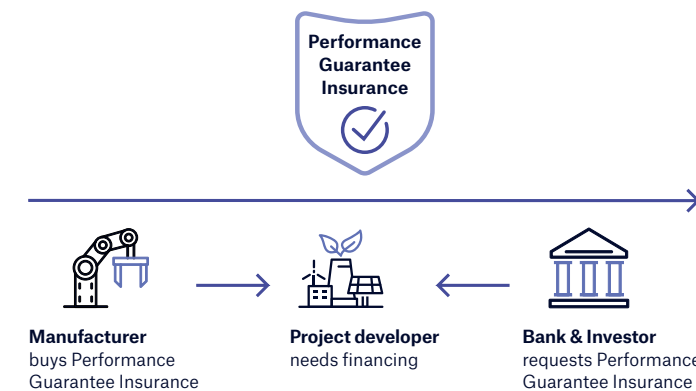 Performance
Guarantee
Insurance
Manufacturer
buys Performance
Guarantee Insurance
Project developer
needs financing
Bank & Investor
requests Performance
Guarantee Insurance